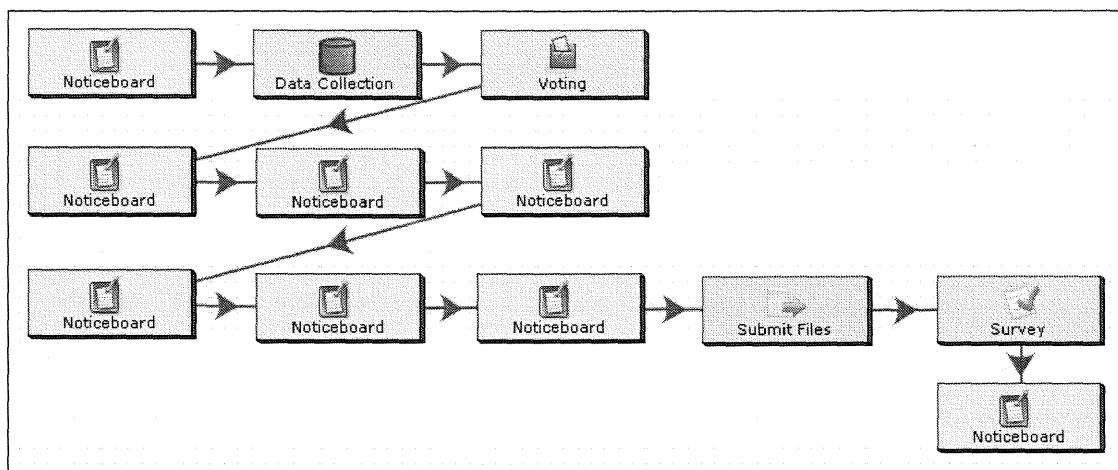 Noticeboard
Data Collection
Voting
Noticeboard
Noticeboard
Noticeboard
Noticeboard
Noticeboard
Noticeboard
Submit Files
Survey
Noticeboard